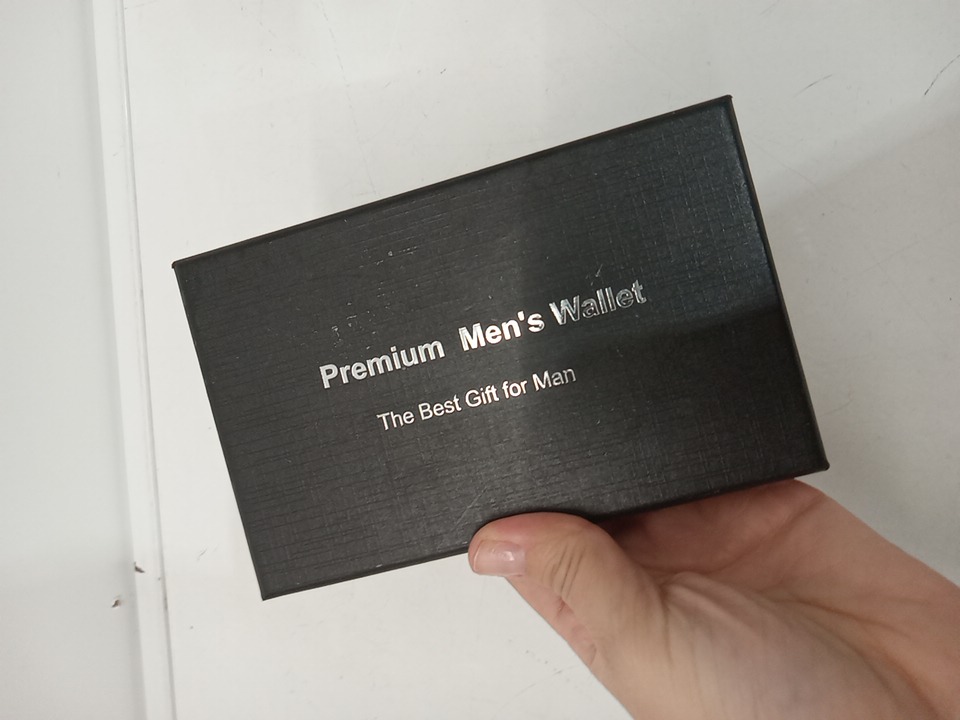 Premium Men's Wallet
The Best Gift for Man